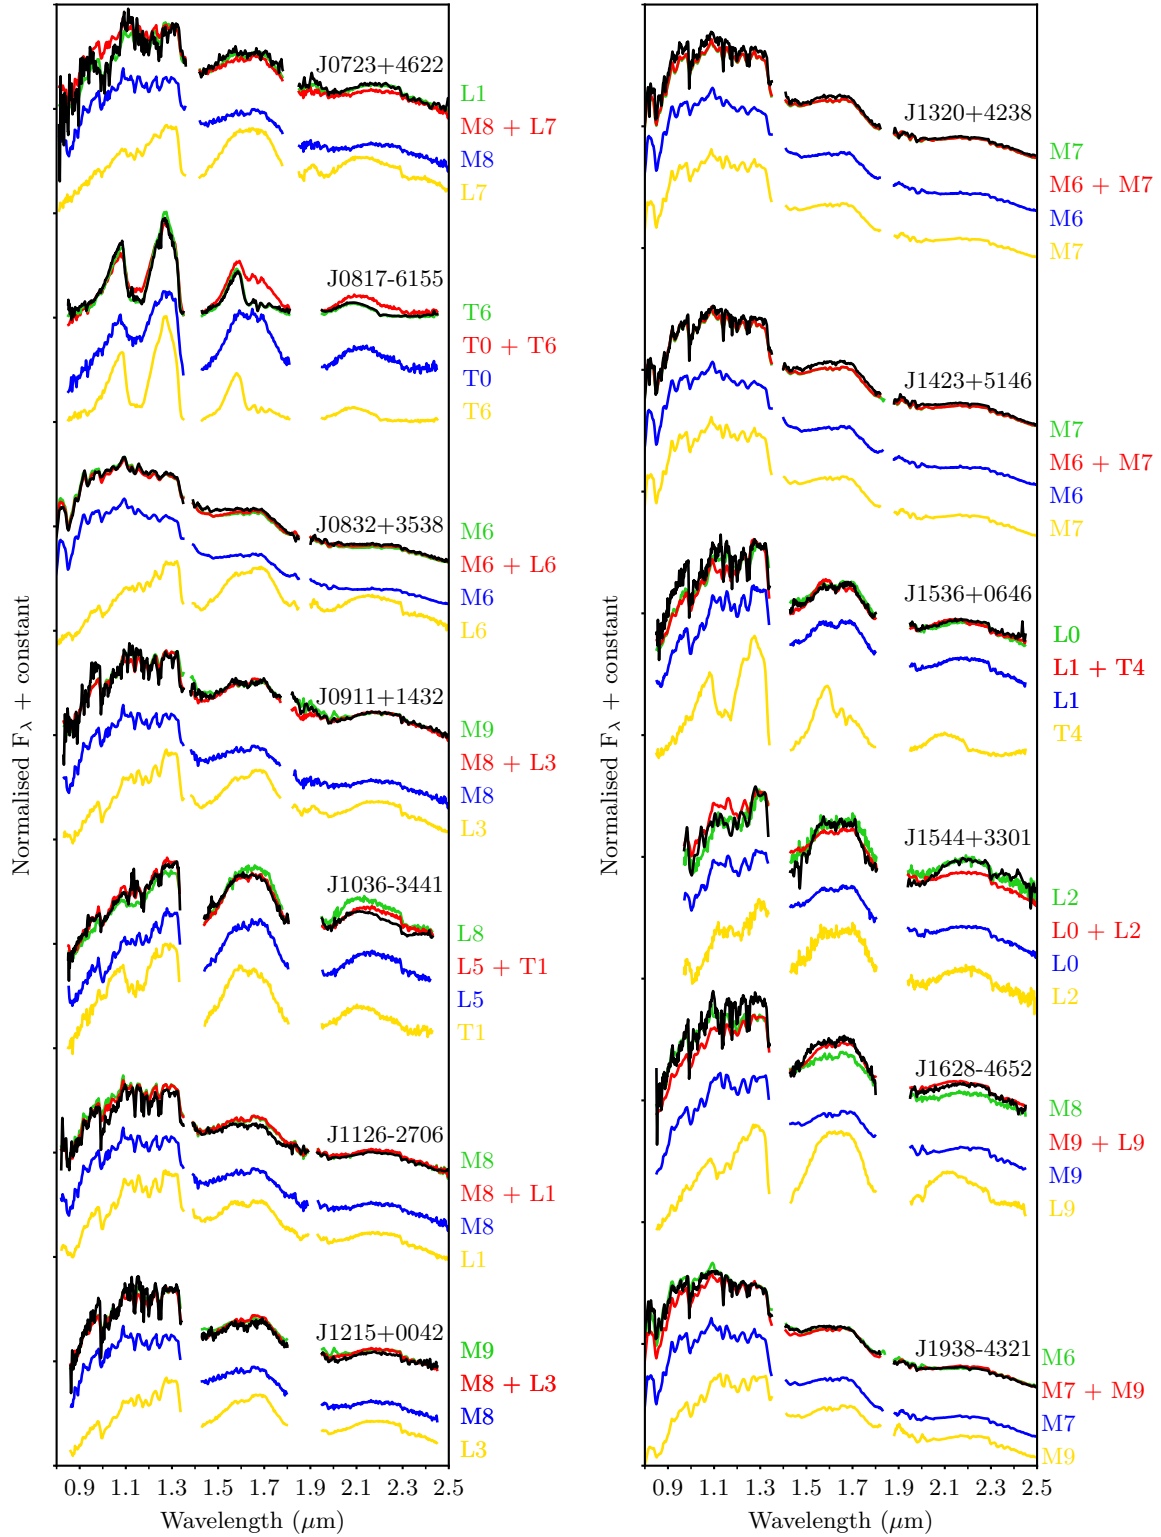 Normalised Fλ + constant
J0723+4622
L1
M8 + L7
M8
L7
J0817-6155
T6
T0 + T6
T0
T6
J0832+3538
M6
M6 + L6
M6
L6
J0911+1432
M9
M8 + L3
M8
L3
J1036-3441
L8
L5 + T1
L5
T1
J1126-2706
M8
M8 + L1
M8
L1
J1215+0042
M9
M8 + L3
M8
L3
0.9 1.1 1.3 1.5 1.7 1.9 2.1 2.3 2.5
Wavelength (μm)
Normalised Fλ + constant
J1320+4238
M7
M6 + M7
M6
M7
J1423+5146
M7
M6 + M7
M6
M7
J1536+0646
L0
L1 + T4
L1
T4
J1544+3301
L2
L0 + L2
L0
L2
J1628-4652
M8
M9 + L9
M9
L9
J1938-4321
M6
M7 + M9
M7
M9
0.9 1.1 1.3 1.5 1.7 1.9 2.1 2.3 2.5
Wavelength (μm)